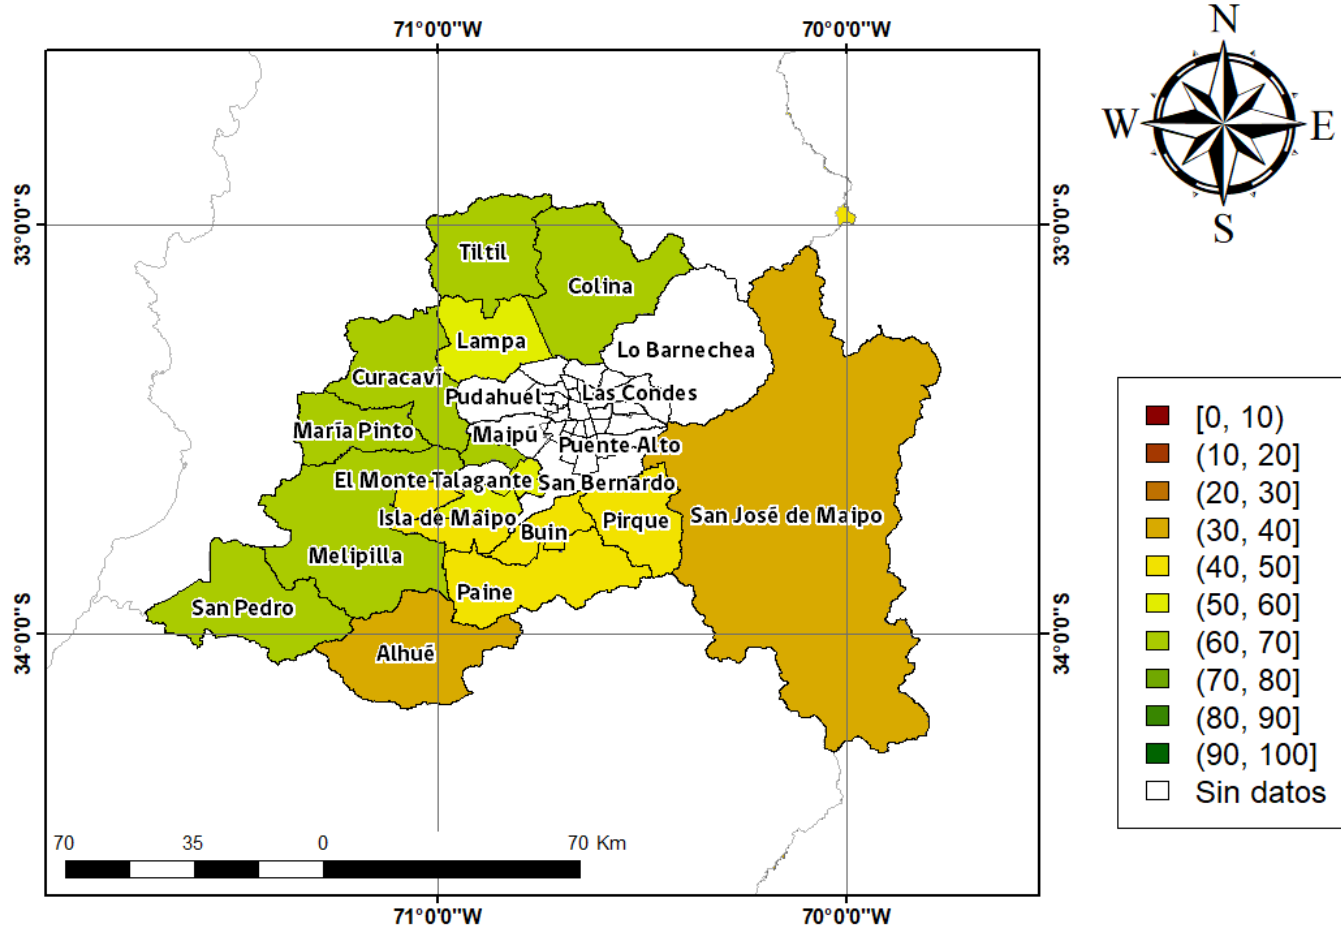 71°0'0"W 70°0'0"W
N
W E
S
33°0'0"S 33°0'0"S
Tiltil
Colina
Lampa
Lo Barnechea
Curacaví
Pudahuel Las Condes
María Pinto Maipú
Puente Alto
El Monte Talagante San Bernardo
Isla de Maipo Pirque San José de Maipo
Buin
Melipilla
Paine
San Pedro
34°0'0"S 34°0'0"S
Alhué
[0, 10)
(10, 20]
(20, 30]
(30, 40]
(40, 50]
(50, 60]
(60, 70]
(70, 80]
(80, 90]
(90, 100]
Sin datos
70 35 0 70 Km
71°0'0"W 70°0'0"W